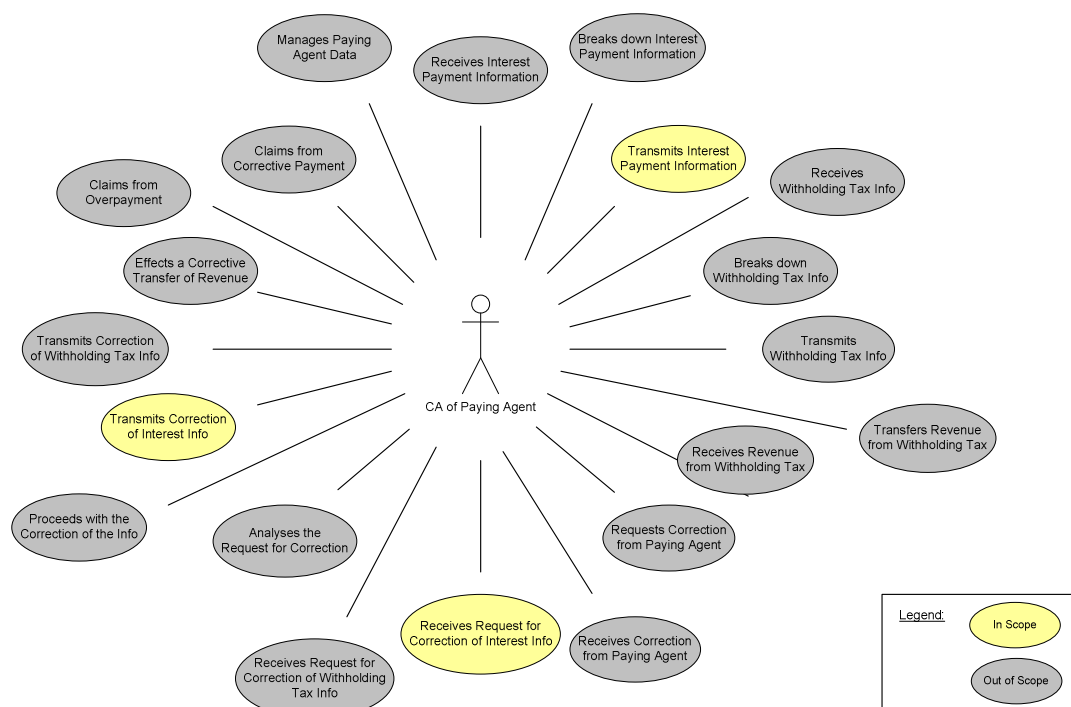 Manages Paying
Agent Data
Receives Interest
Payment Information
Breaks down Interest
Payment Information
Claims from
Corrective Payment
Transmits Interest
Payment Information
Claims from
Overpayment
Receives
Withholding Tax Info
Effects a Corrective
Transfer of Revenue
Breaks down
Withholding Tax Info
Transmits Correction
of Withholding Tax Info
Transmits
Withholding Tax Info
CA of Paying Agent
Transmits Correction
of Interest Info
Transfers Revenue
from Withholding Tax
Receives Revenue
from Withholding Tax
Proceeds with the
Correction of the Info
Analyses the
Request for Correction
Requests Correction
from Paying Agent
Receives Request for
Correction of Interest Info
Receives Correction
from Paying Agent
Receives Request for
Correction of Withholding
Tax Info
Legend:
In Scope
Out of Scope